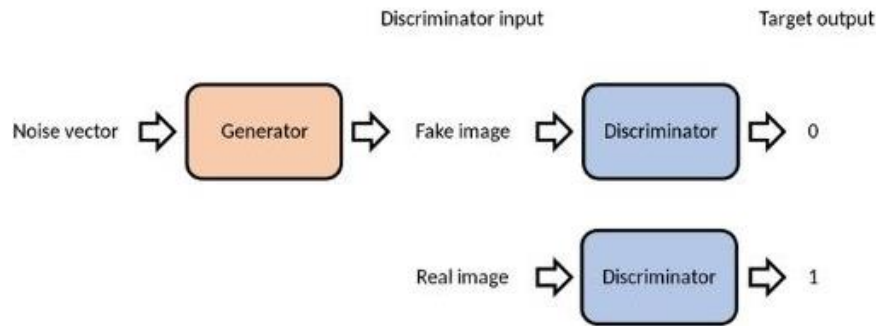 Discriminator input Target output
Noise vector Generator Fake image Discriminator 0
Real image Discriminator 1